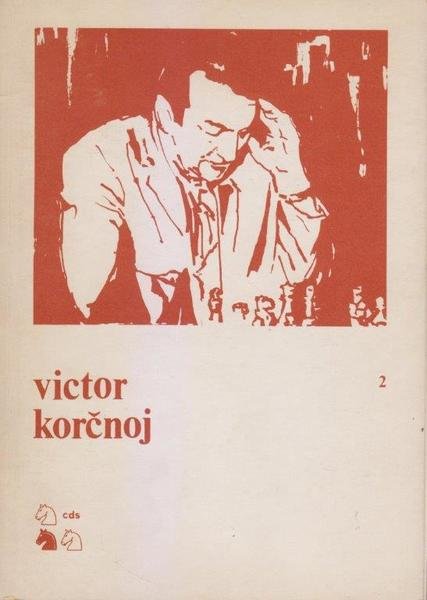 victor
korčnoj
2
cds